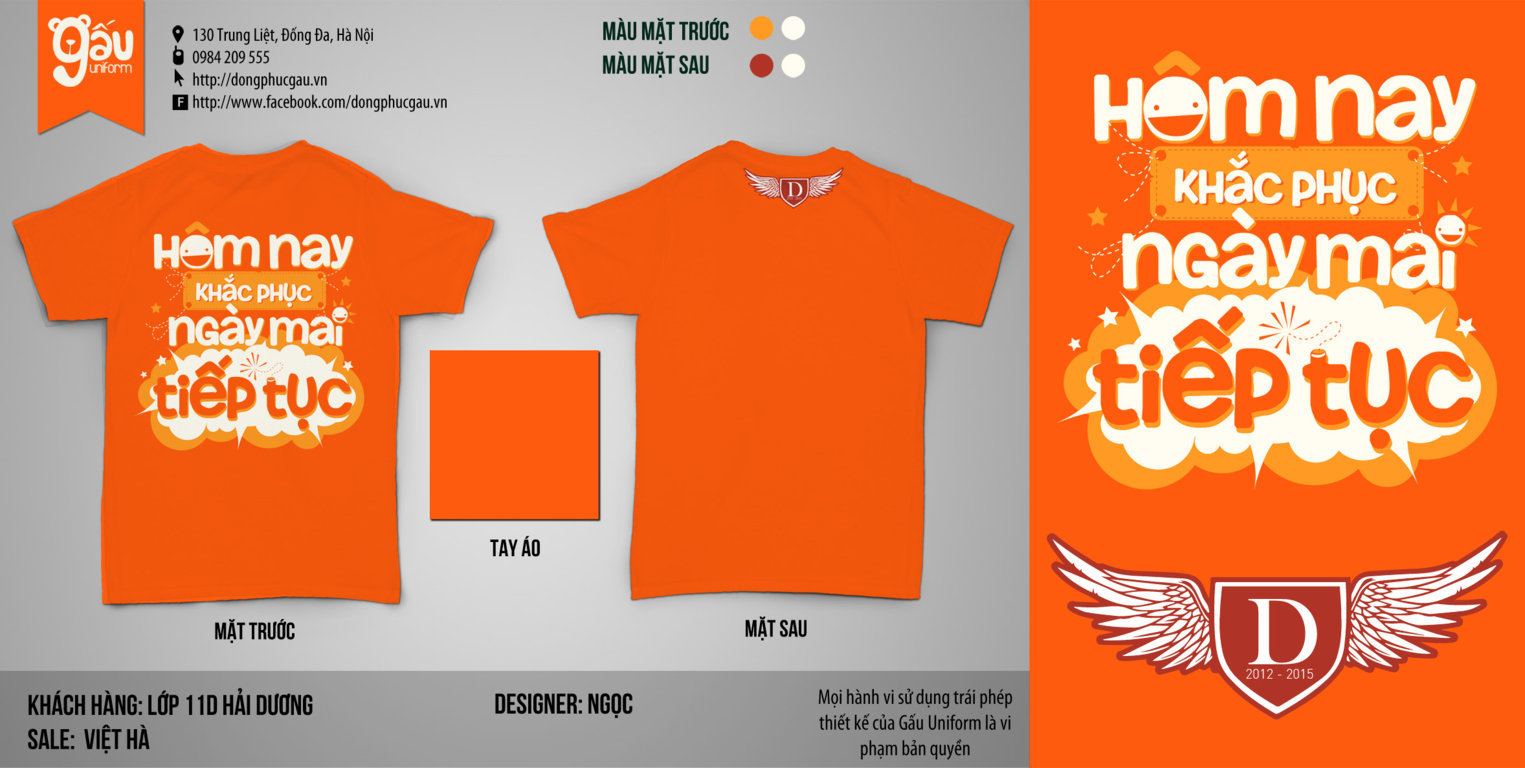 gấu
uniform
130 Trung Liệt, Đống Đa, Hà Nội
0984 209 555
http://dongphucgau.vn
F http://www.facebook.com/dongphucgau.vn
MÀU MẶT TRƯỚC
MÀU MẶT SAU
Hôm nay
KHẮC PHỤC
ngày mai
tiếp tục
MẶT TRƯỚC
TAY ÁO
D
MẶT SAU
KHÁCH HÀNG: LỚP 11D HẢI DƯƠNG
SALE: VIỆT HÀ
DESIGNER: NGỌC
Mọi hành vi sử dụng trái phép
thiết kế của Gấu Uniform là vi
phạm bản quyền
Hôm nay
KHẮC PHỤC
ngày mai
tiếp tục
D
2012 - 2015